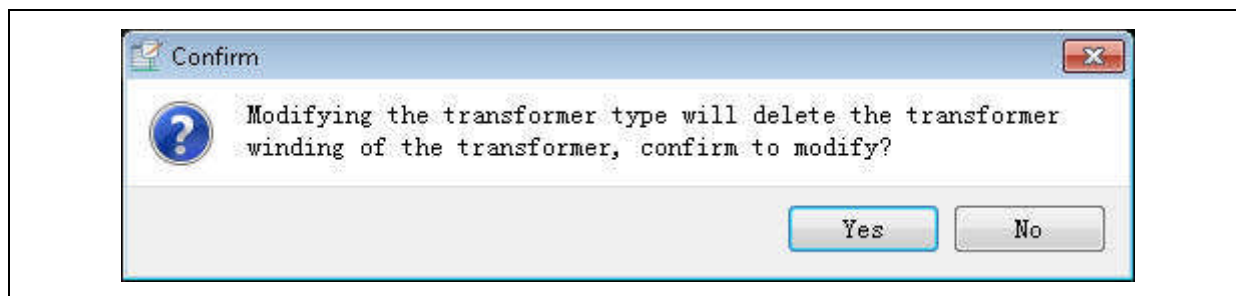 Confirm
Modifying the transformer type will delete the transformer
winding of the transformer, confirm to modify?
Yes
No